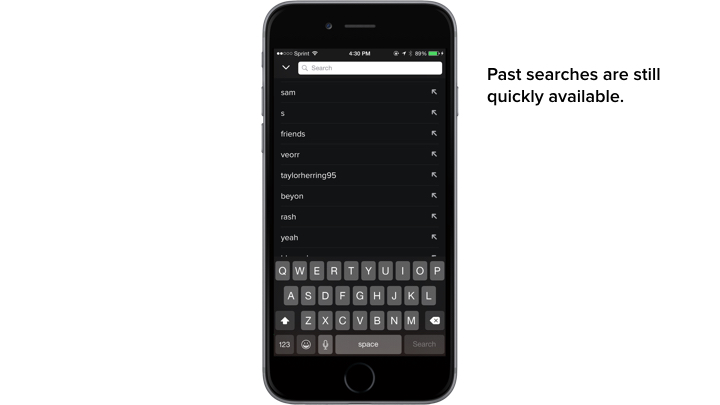 Sprint 4:30 PM 89%
Search
sam
s
friends
veorr
taylorherring95
beyon
rash
yeah
Q W E R T Y U I O P
A S D F G H J K L
Z X C V B N M
123 space Search
Past searches are still
quickly available.